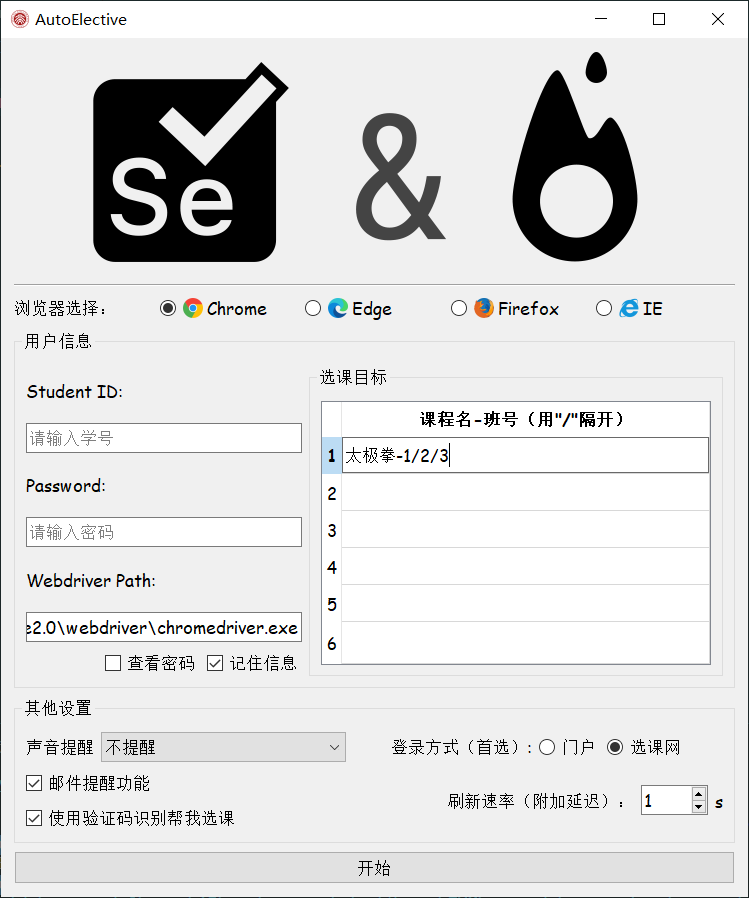 AutoElective
Se & 
浏览器选择： Chrome Edge Firefox IE
用户信息
Student ID:
请输入学号
Password:
请输入密码
Webdriver Path:
e2.0\webdriver\chromedriver.exe
查看密码 记住信息
选课目标
课程名-班号（用"/"隔开）
1 太极拳-1/2/3
2
3
4
5
6
其他设置
声音提醒 不提醒
登录方式（首选）: 门户 选课网
邮件提醒功能
刷新速率（附加延迟）： 1 s
使用验证码识别帮我选课
开始